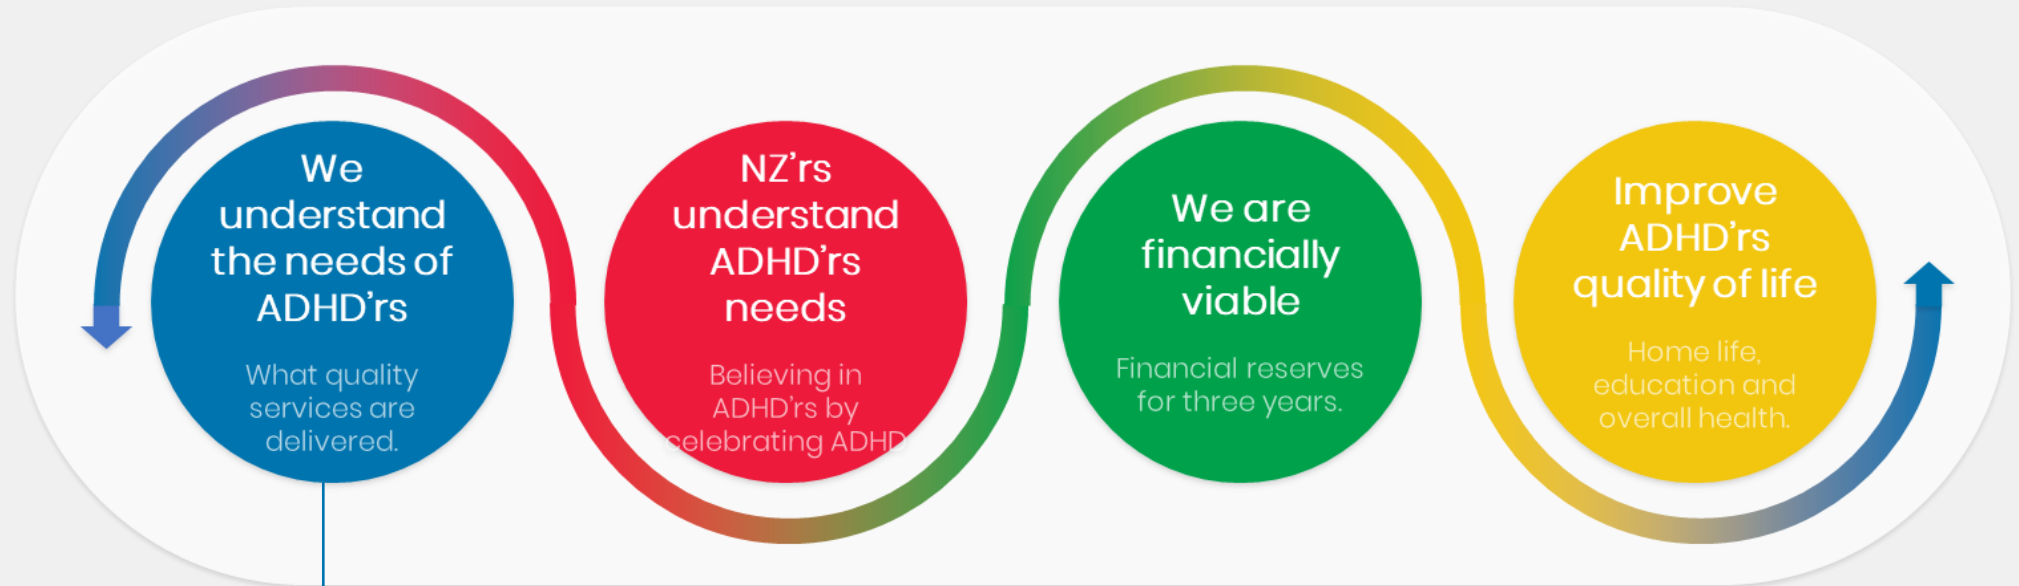 We
understand
the needs of
ADHD'rs
What quality
services are
delivered.
NZ'rs
understand
ADHD'rs
needs
Believing in
ADHD'rs by
celebrating ADHD
We are
financially
viable
Financial reserves
for three years.
Improve
ADHD'rs
quality of life
Home life,
education and
overall health.